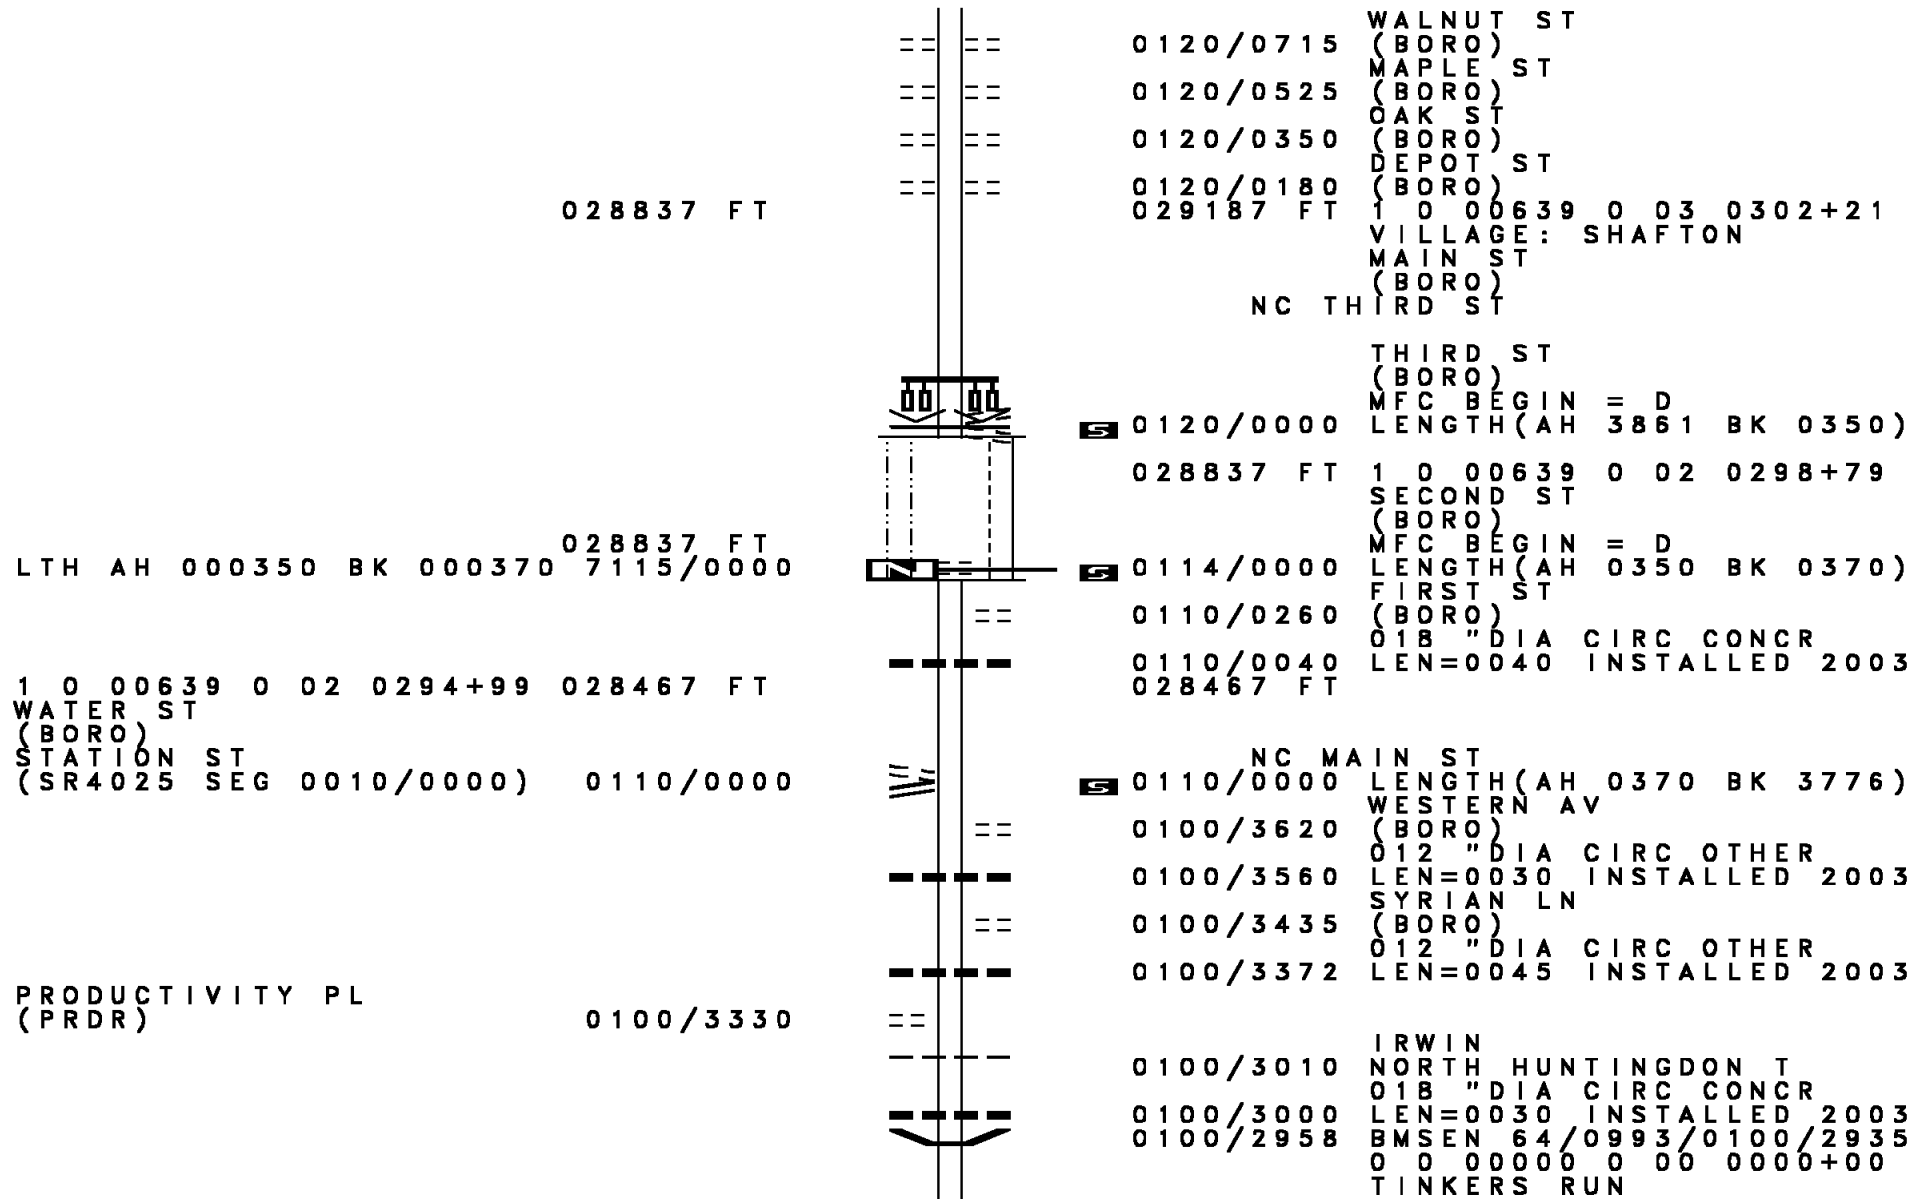 WALNUT ST
0120/0715 (BORO)
MAPLE ST
0120/0525 (BORO)
OAK ST
0120/0350 (BORO)
DEPOT ST
0120/0180 (BORO)
028837 FT 029187 FT 1 0 00639 0 03 0302+21
VILLAGE: SHAFTON
MAIN ST
(BORO)
NC THIRD ST
THIRD ST
(BORO)
MFC BEGIN = D
S 0120/0000 LENGTH(AH 3861 BK 0350)
028837 FT 1 0 00639 0 02 0298+79
SECOND ST
(BORO)
028837 FT MFC BEGIN = D
LTH AH 000350 BK 000370 7115/0000 S 0114/0000 LENGTH(AH 0350 BK 0370)
FIRST ST
0110/0260 (BORO)
018 "DIA CIRC CONCR
0110/0040 LEN=0040 INSTALLED 2003
1 0 00639 0 02 0294+99 028467 FT 028467 FT
WATER ST
(BORO)
STATION ST NC MAIN ST
(SR4025 SEG 0010/0000) 0110/0000 S 0110/0000 LENGTH(AH 0370 BK 3776)
WESTERN AV
0100/3620 (BORO)
012 "DIA CIRC OTHER
0100/3560 LEN=0030 INSTALLED 2003
SYRIAN LN
0100/3435 (BORO)
012 "DIA CIRC OTHER
0100/3372 LEN=0045 INSTALLED 2003
PRODUCTIVITY PL
(PRDR) 0100/3330
IRWIN
0100/3010 NORTH HUNTINGDON T
018 "DIA CIRC CONCR
0100/3000 LEN=0030 INSTALLED 2003
0100/2958 BMSEN 64/0993/0100/2935
0 0 00000 0 00 0000+00
TINKERS RUN